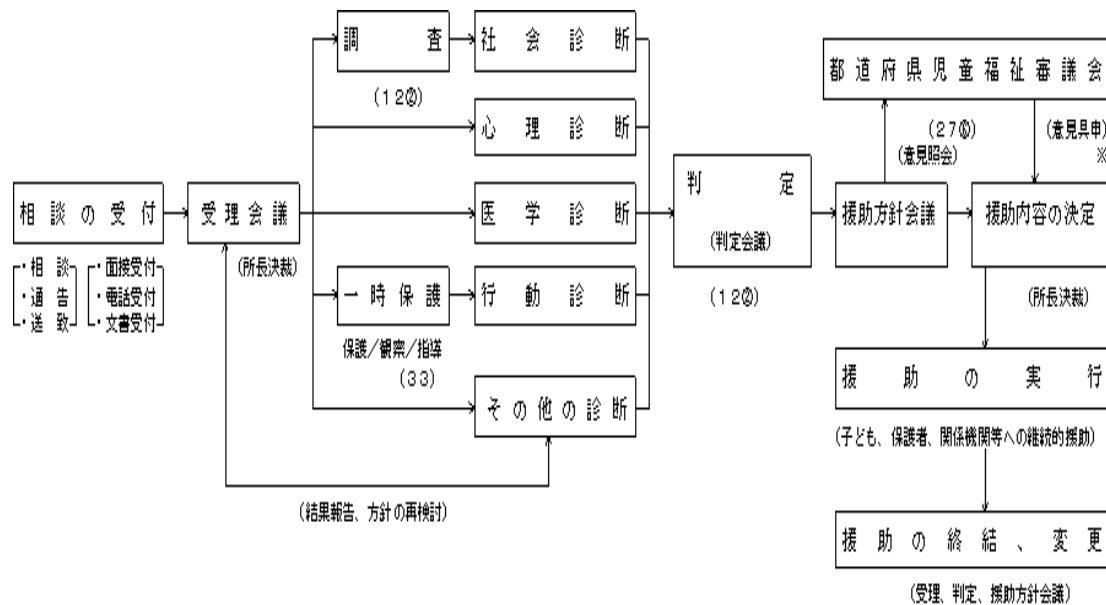 調査
社会診断
(12②)
心理診断
都道府県児童福祉審議会
(27⑥)
(意見照会)
(意見具申)
※
相談の受付
受理会議
(所長決裁)
医学診断
判定
(判定会議)
(12②)
援助方針会議
援助内容の決定
(所長決裁)
・相談
・通告
・送致
・面接受付
・電話受付
・文書受付
一時保護
行動診断
保護/観察/指導
(33)
その他の診断
(結果報告、方針の再検討)
援助の実行
(子ども、保護者、関係機関等への継続的援助)
援助の終結、変更
(受理、判定、援助方針会議)